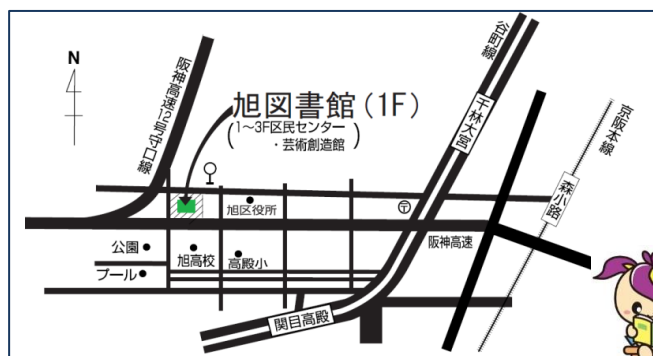 N
阪神高速12号守口線
旭図書館(1F)
(1~3F区民センター
・芸術創造館)
谷町線
千林大宮
京阪本線
森小路
旭区役所
〒
阪神高速
公園
プール
旭高校
高殿小
関目高殿